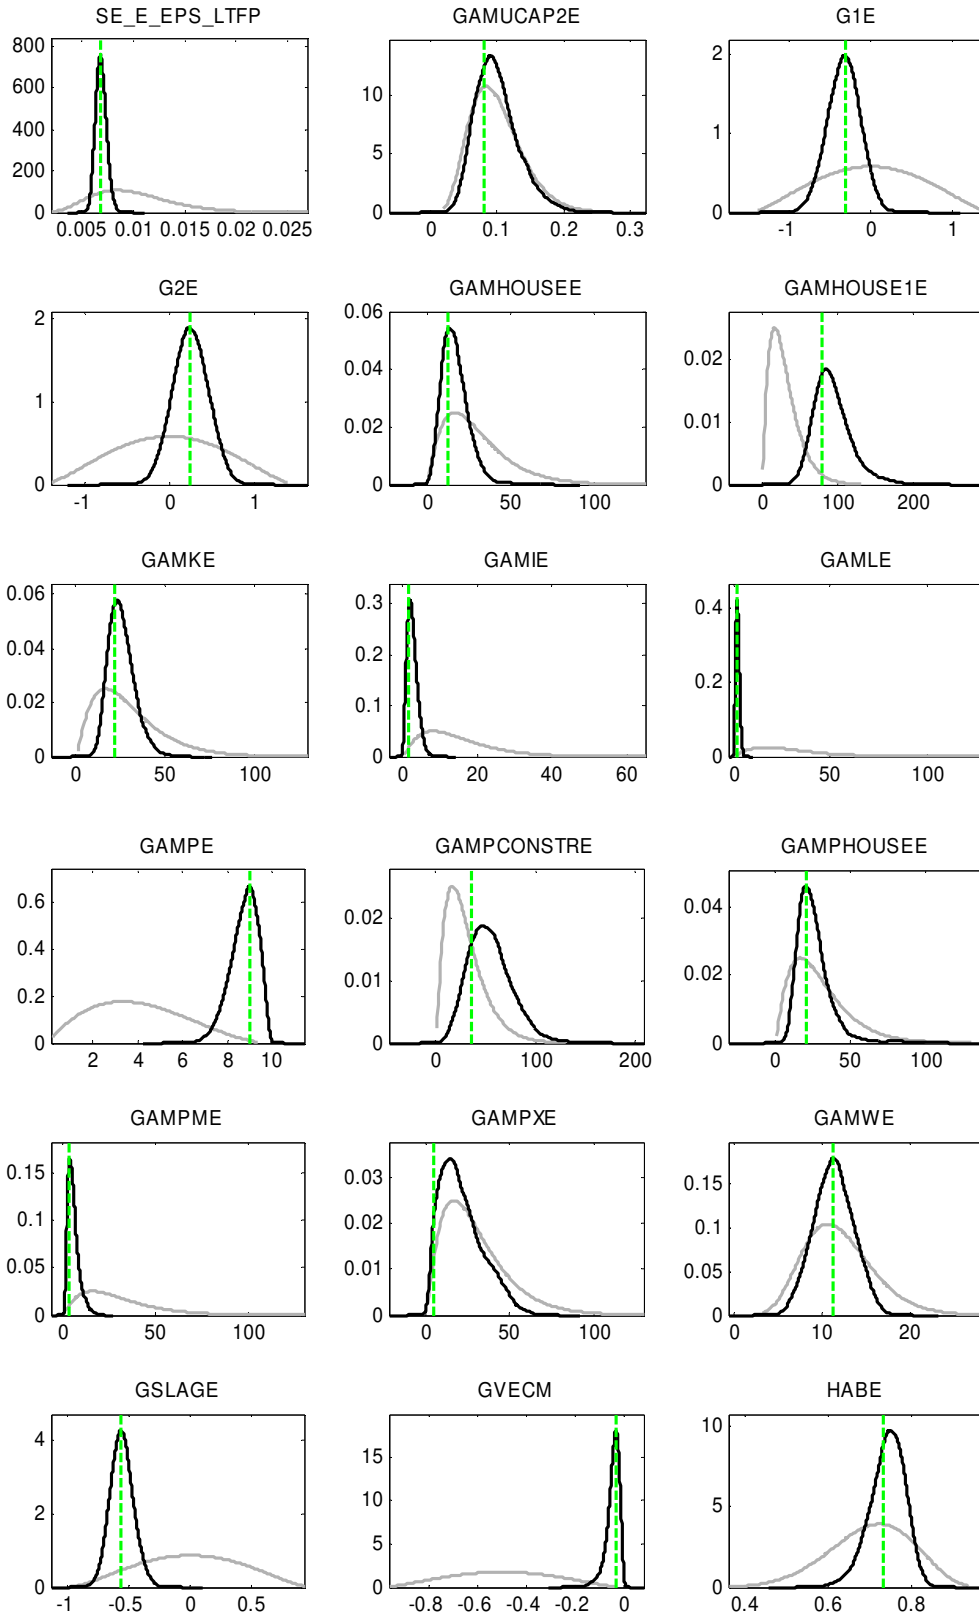 SE_E_EPS_LTFP GAMUCAP2E G1E
800
600
400
200
0
0.005 0.01 0.015 0.02 0.025
10
5
0
0 0.1 0.2 0.3
2
1
0
-1 0 1
G2E GAMHOUSEE GAMHOUSE1E
2
1
0
-1 0 1
0.06
0.04
0.02
0
0 50 100
0.02
0.01
0
0 100 200
GAMKE GAMIE GAMLE
0.06
0.04
0.02
0
0 50 100
0.3
0.2
0.1
0
0 20 40 60
0.4
0.2
0
0 50 100
GAMPE GAMPCONSTRE GAMPHOUSEE
0.6
0.4
0.2
0
2 4 6 8 10
0.02
0.01
0
0 100 200
0.04
0.02
0
0 50 100
GAMPME GAMPXE GAMWE
0.15
0.1
0.05
0
0 50 100
0.03
0.02
0.01
0
0 50 100
0.15
0.1
0.05
0
0 10 20
GSLAGE GVECM HABE
4
2
0
-1 -0.5 0 0.5
15
10
5
0
-0.8 -0.6 -0.4 -0.2 0
10
5
0
0.4 0.6 0.8